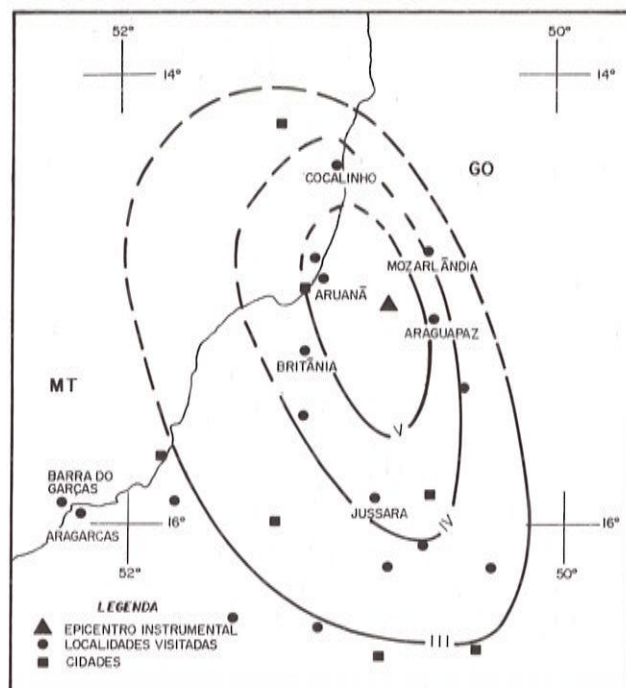 52°
50°
14°
14°
GO
COCALINHO
MOZARLÂNDIA
ARUANÃ
ARAGUAPAZ
BRITÂNIA
MT
V
BARRA DO
GARÇAS
JUSSARA
IV
16°
16°
ARAGARCAS
52°
50°
LEGENDA
EPICENTRO INSTRUMENTAL
LOCALIDADES VISITADAS
CIDADES
III